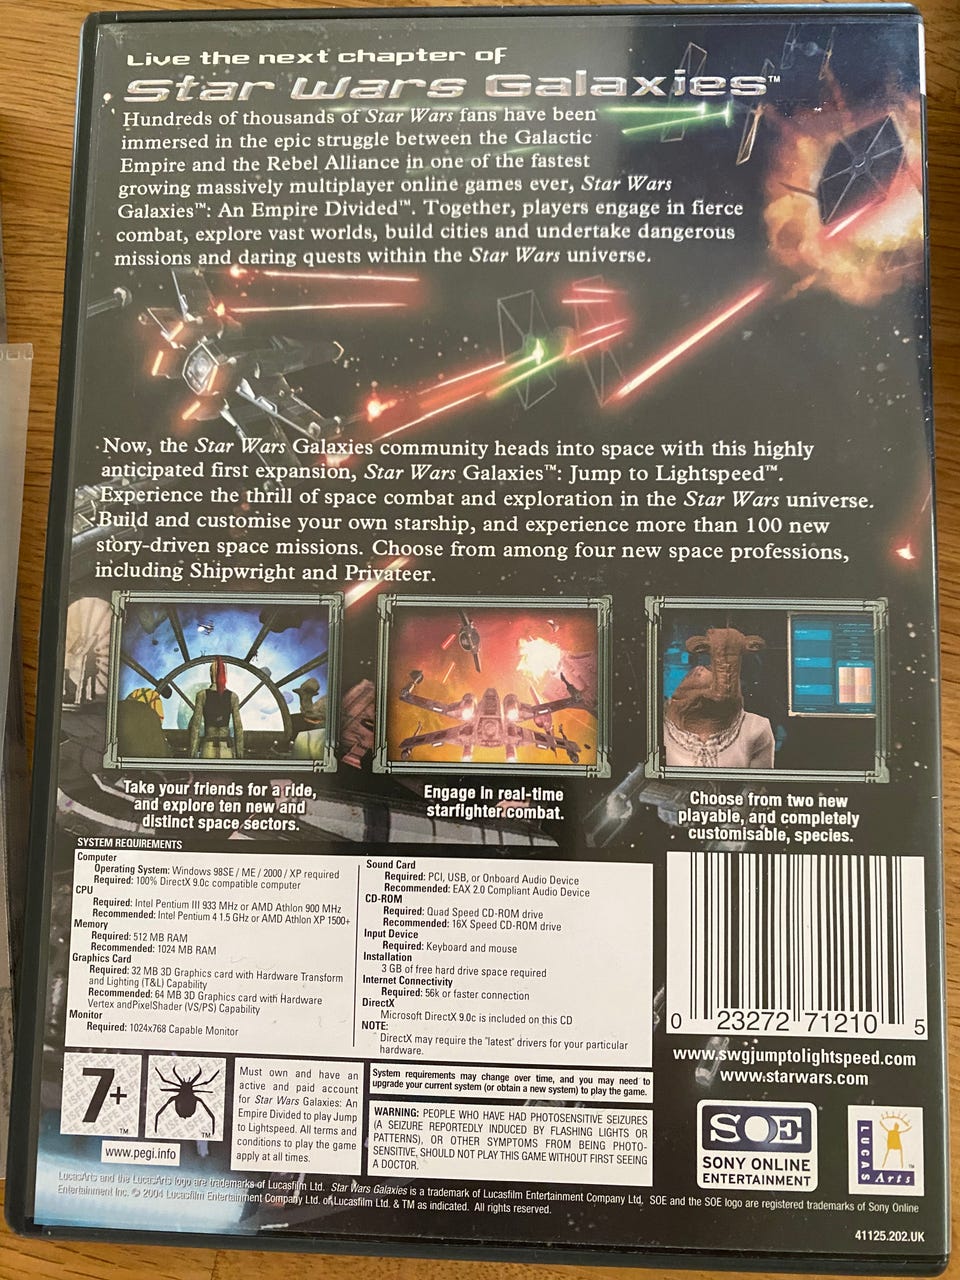 Live the next chapter of
Star Wars Galaxies™
Hundreds of thousands of Star Wars fans have been
immersed in the epic struggle between the Galactic
Empire and the Rebel Alliance in one of the fastest
growing massively multiplayer online games ever, Star Wars
Galaxies™: An Empire Divided™. Together, players engage in fierce
combat, explore vast worlds, build cities and undertake dangerous
missions and daring quests within the Star Wars universe.
Now, the Star Wars Galaxies community heads into space with this highly
anticipated first expansion, Star Wars Galaxies™: Jump to Lightspeed™.
Experience the thrill of space combat and exploration in the Star Wars universe.
Build and customise your own starship, and experience more than 100 new
story-driven space missions. Choose from among four new space professions,
including Shipwright and Privateer.
Take your friends for a ride,
and explore ten new and
distinct space sectors.
Engage in real-time
starfighter combat.
Choose from two new
playable, and completely
customisable, species.
SYSTEM REQUIREMENTS
Computer
Operating System: Windows 98SE / ME / 2000 / XP required
Required: 100% DirectX 9.0c compatible computer
CPU
Required: Intel Pentium III 933 MHz or AMD Athlon 900 MHz
Recommended: Intel Pentium 4 1.5 GHz or AMD Athlon XP 1500+
Memory
Required: 512 MB RAM
Recommended: 1024 MB RAM
Graphics Card
Required: 32 MB 3D Graphics card with Hardware Transform
and Lighting (T&L) Capability
Recommended: 64 MB 3D Graphics card with Hardware
Vertex andPixelShader (VS/PS) Capability
Monitor
Required: 1024x768 Capable Monitor
Sound Card
Required: PCI, USB, or Onboard Audio Device
Recommended: EAX 2.0 Compliant Audio Device
CD-ROM
Required: Quad Speed CD-ROM drive
Recommended: 16X Speed CD-ROM drive
Input Device
Required: Keyboard and mouse
Installation
3 GB of free hard drive space required
Internet Connectivity
Required: 56k or faster connection
DirectX
Microsoft DirectX 9.0c is included on this CD
NOTE:
DirectX may require the "latest" drivers for your particular
hardware.
0 23272 71210 5
www.swgjumptolightspeed.com
www.starwars.com
7+
™
™
www.pegi.info
Must own and have an
active and paid account
for Star Wars Galaxies: An
Empire Divided to play Jump
to Lightspeed. All terms and
conditions to play the game
apply at all times.
System requirements may change over time, and you may need to
upgrade your current system (or obtain a new system) to play the game.
WARNING: PEOPLE WHO HAVE HAD PHOTOSENSITIVE SEIZURES
(A SEIZURE REPORTEDLY INDUCED BY FLASHING LIGHTS OR
PATTERNS), OR OTHER SYMPTOMS FROM BEING PHOTO-
SENSITIVE, SHOULD NOT PLAY THIS GAME WITHOUT FIRST SEEING
A DOCTOR.
SOE
SONY ONLINE
ENTERTAINMENT
LUCAS
Arts
™
LucasArts and the LucasArts logo are trademarks of Lucasfilm Ltd. Star Wars Galaxies is a trademark of Lucasfilm Entertainment Company Ltd, SOE and the SOE logo are registered trademarks of Sony Online
Entertainment Inc. © 2004 Lucasfilm Entertainment Company Ltd. or Lucasfilm Ltd. & TM as indicated. All rights reserved.
41125.202.UK